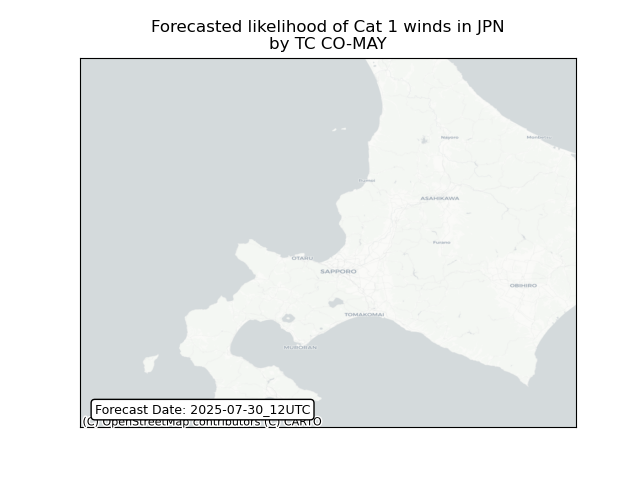 Forecasted likelihood of Cat 1 winds in JPN
by TC CO-MAY
ASAHIKAWA
OTARU
SAPPORO
OBIHIRO
TOMAKOMAI
MURORAN
Forecast Date: 2025-07-30_12UTC
(C) OpenStreetMap contributors (C) CARTO